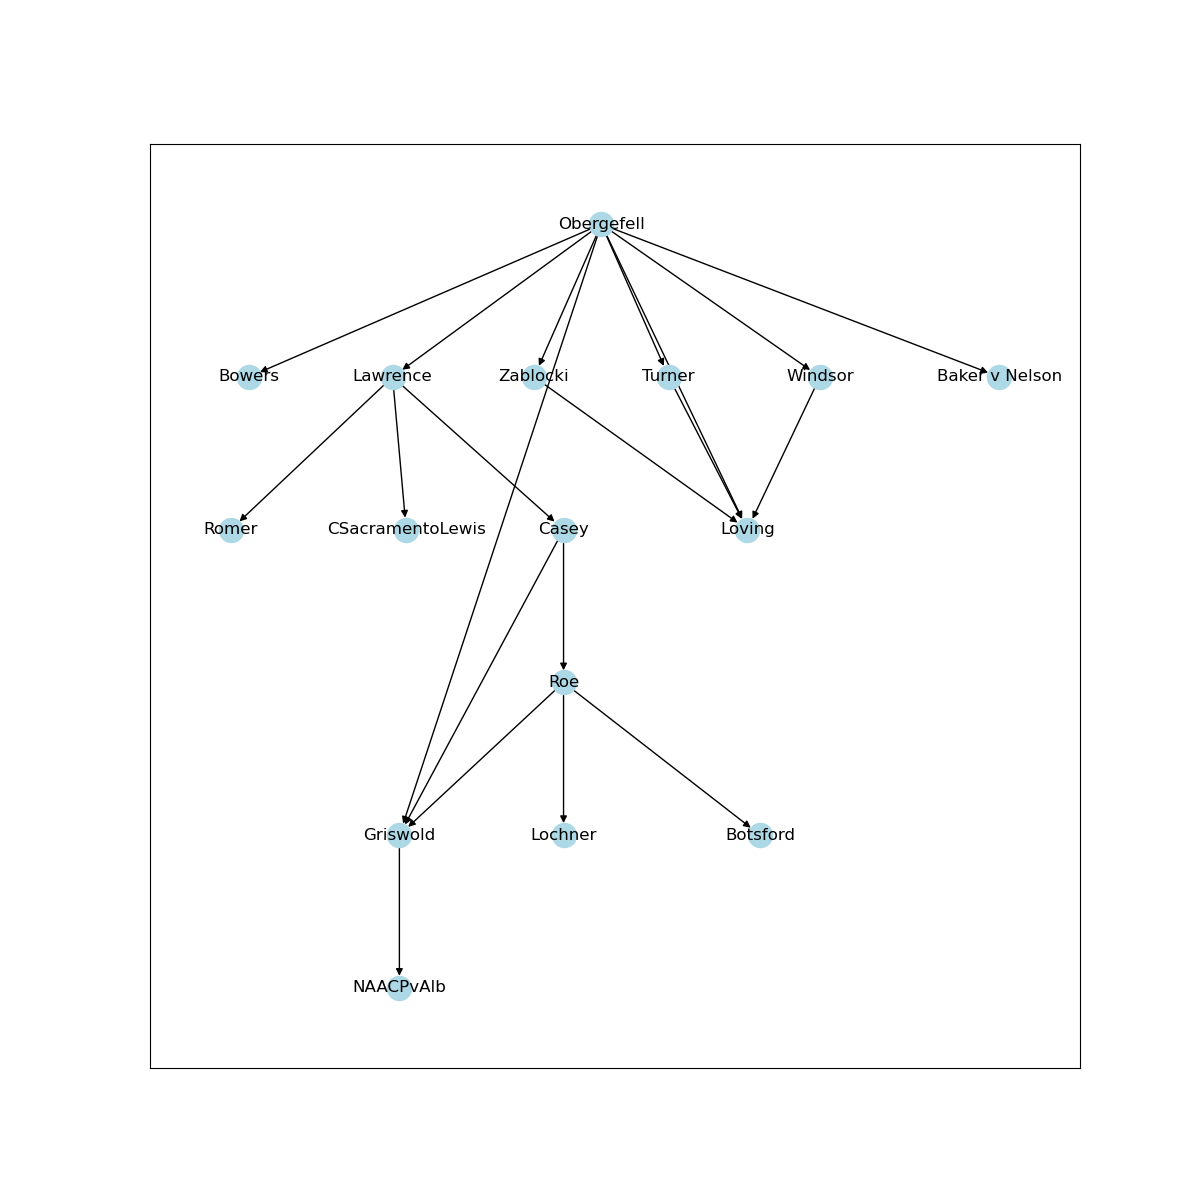 Obergefell
Bowers
Lawrence
Zablocki
Turner
Windsor
Baker v Nelson
Romer
CSacramentoLewis
Casey
Loving
Roe
Griswold
Lochner
Botsford
NAACPvAlb